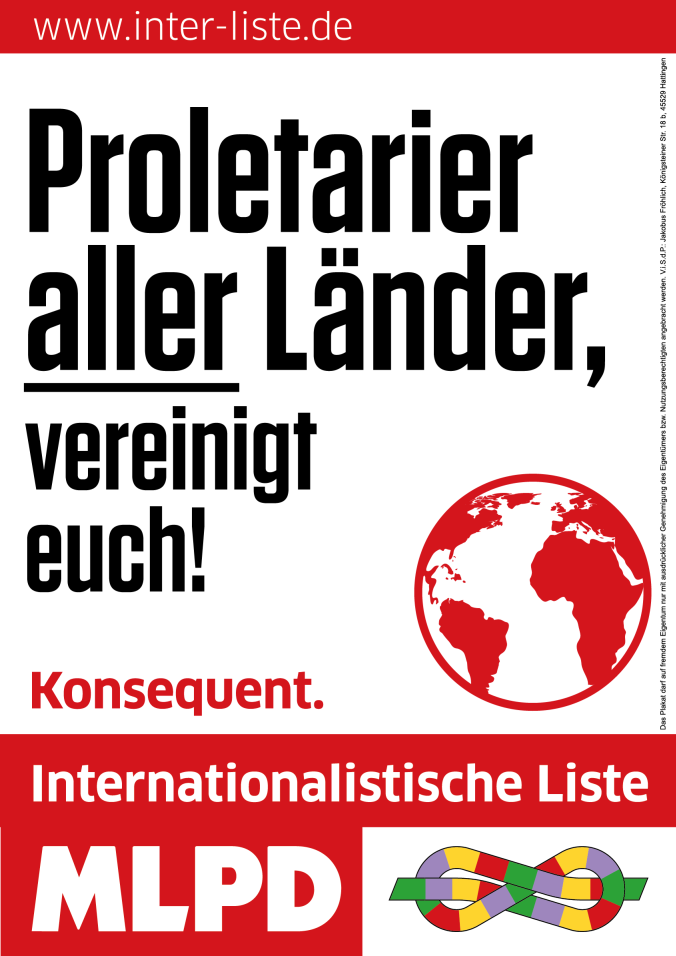 www.inter-liste.de
Proletarier
aller Länder,
vereinigt
euch!
Konsequent.
Internationalistische Liste
MLPD
Das Plakat darf auf fremdem Eigentum nur mit ausdrücklicher Genehmigung des Eigentümers bzw. Nutzungsberechtigten angebracht werden. V.i.S.d.P.: Jakobus Fröhlich, Königsteiner Str. 18 b, 45529 Hattingen